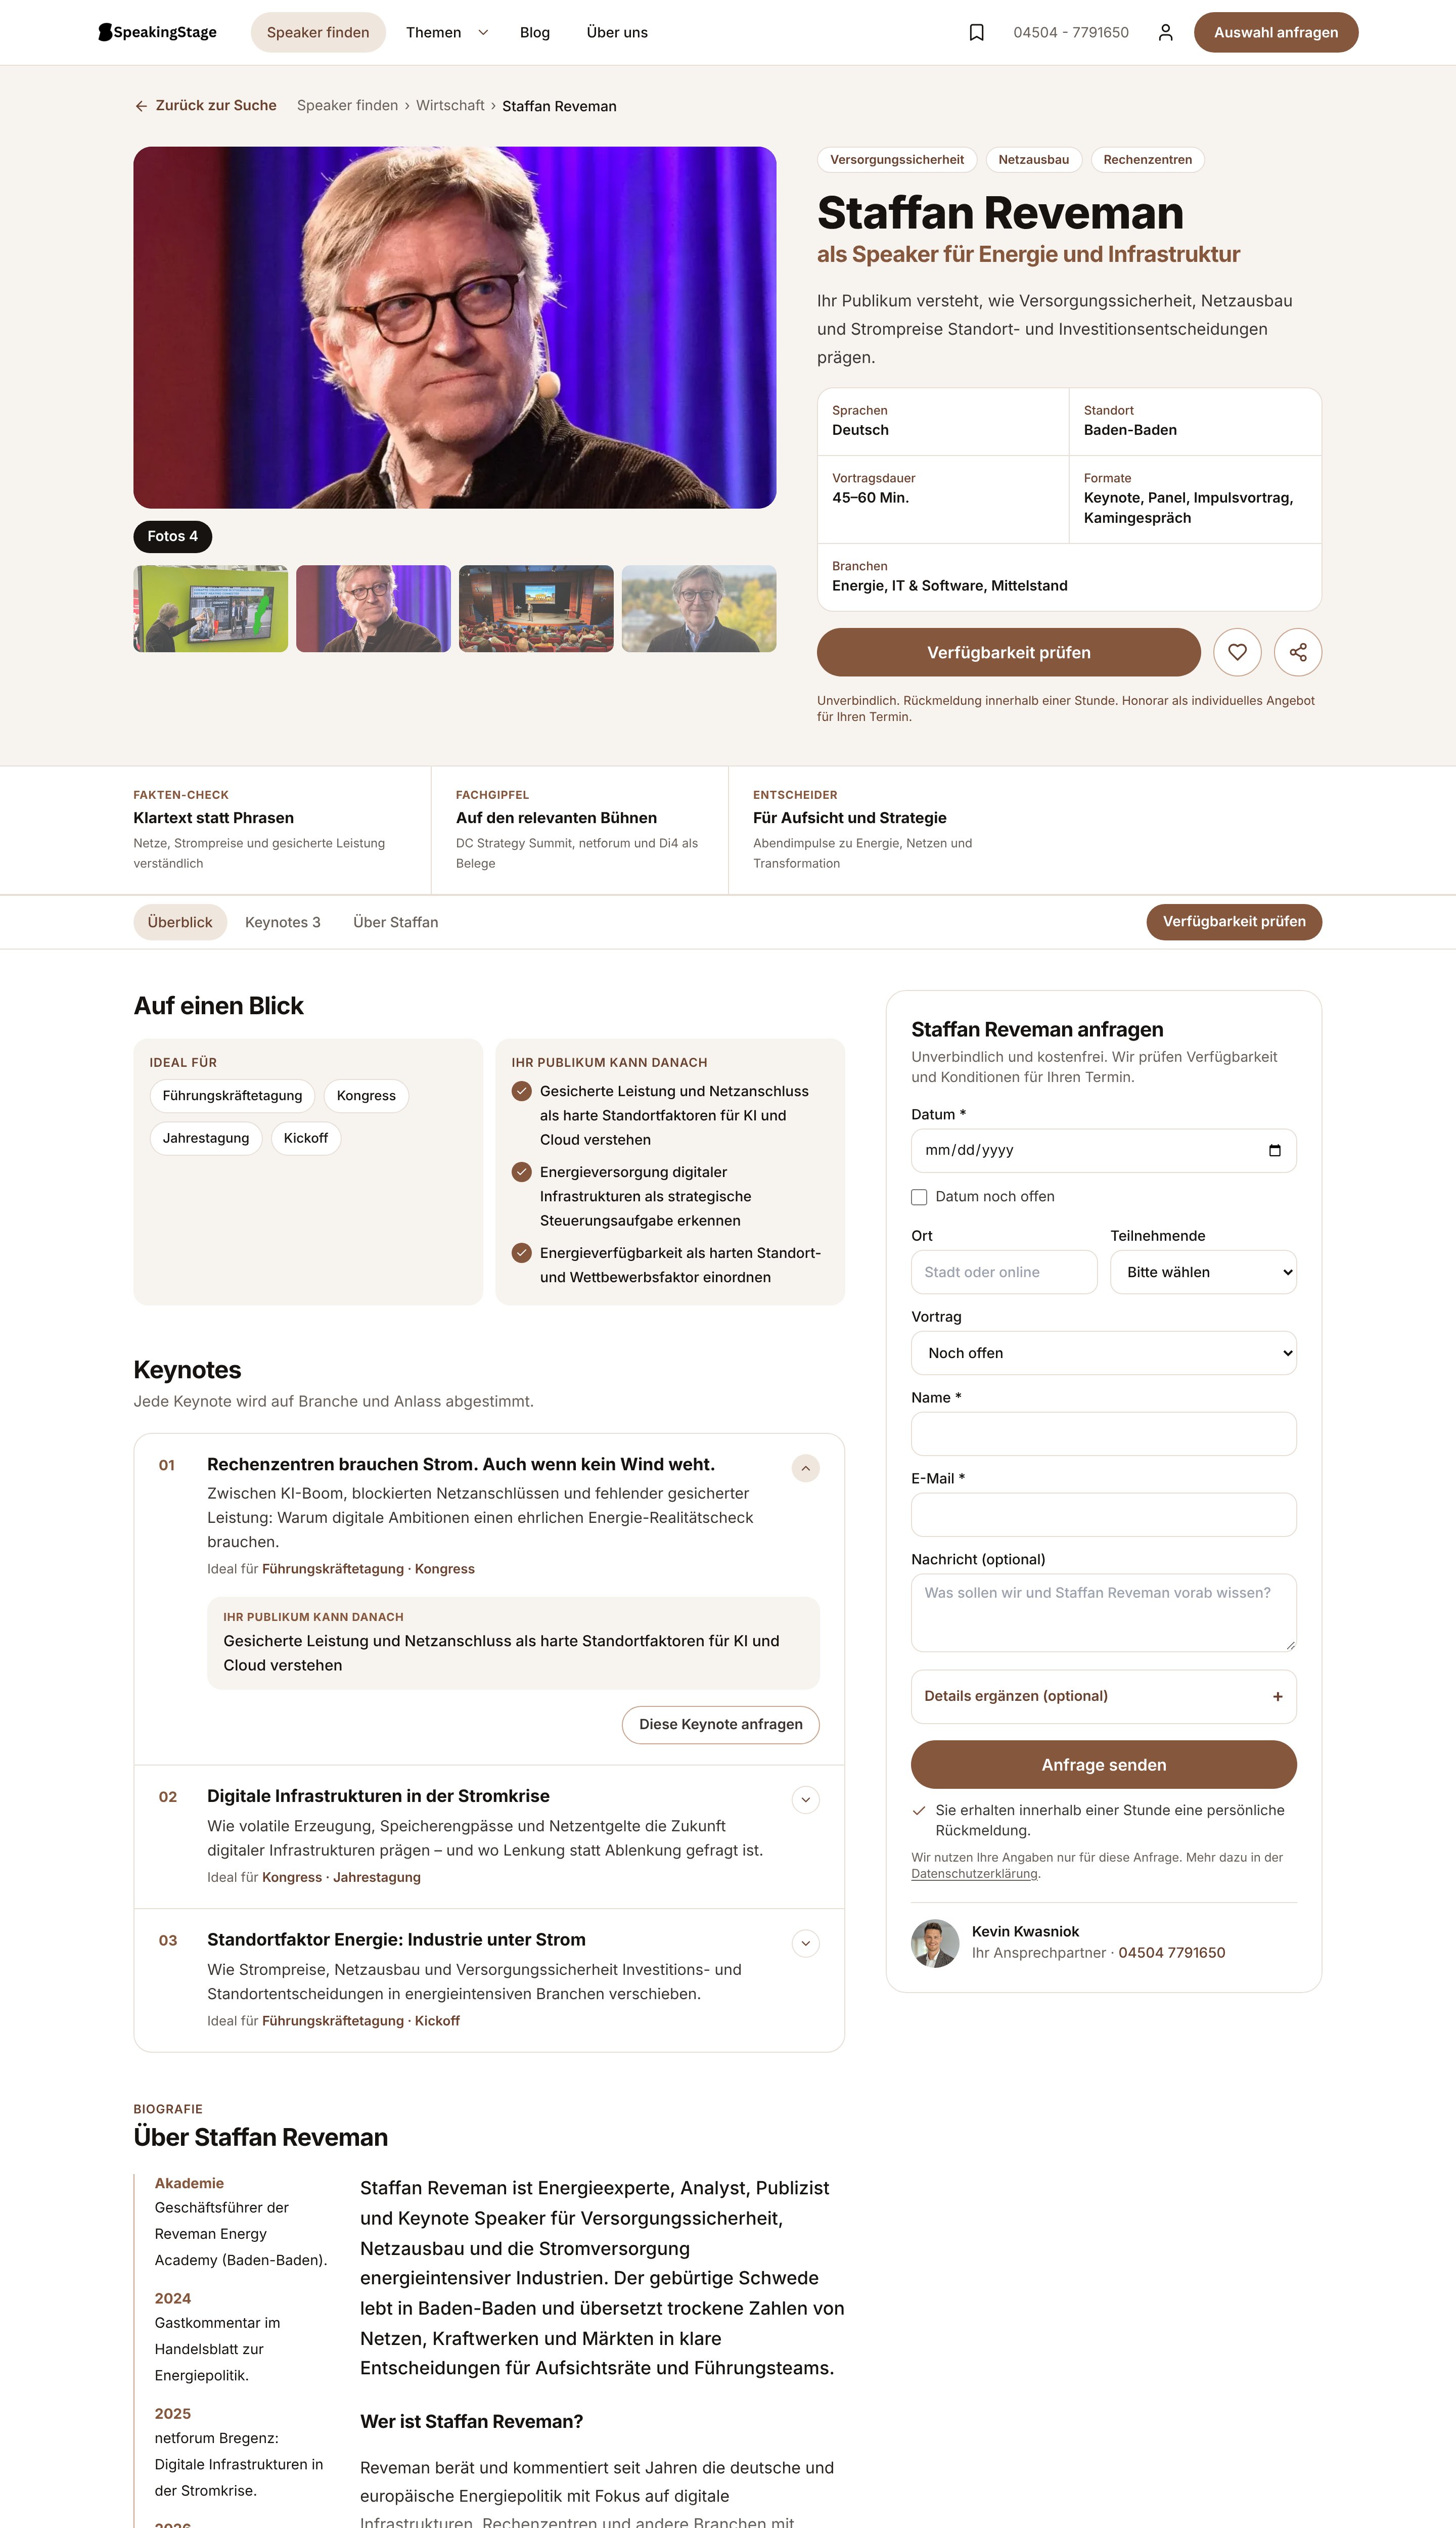 SpeakingStage
Speaker finden
Themen
Blog
Über uns
04504 - 7791650
Auswahl anfragen
Zurück zur Suche
Speaker finden › Wirtschaft › Staffan Reveman
Versorgungssicherheit
Netzausbau
Rechenzentren
Staffan Reveman
als Speaker für Energie und Infrastruktur
Ihr Publikum versteht, wie Versorgungssicherheit, Netzausbau
und Strompreise Standort- und Investitionsentscheidungen
prägen.
Sprachen
Deutsch
Standort
Baden-Baden
Vortragsdauer
45–60 Min.
Formate
Keynote, Panel, Impulsvortrag,
Kamingespräch
Branchen
Energie, IT & Software, Mittelstand
Verfügbarkeit prüfen
Unverbindlich. Rückmeldung innerhalb einer Stunde. Honorar als individuelles Angebot
für Ihren Termin.
Fotos 4
FAKTEN-CHECK
Klartext statt Phrasen
Netze, Strompreise und gesicherte Leistung
verständlich
FACHGIPFEL
Auf den relevanten Bühnen
DC Strategy Summit, netforum und Di4 als
Belege
ENTSCHEIDER
Für Aufsicht und Strategie
Abendimpulse zu Energie, Netzen und
Transformation
Überblick
Keynotes 3
Über Staffan
Verfügbarkeit prüfen
Auf einen Blick
IDEAL FÜR
Führungskräftetagung
Kongress
Jahrestagung
Kickoff
IHR PUBLIKUM KANN DANACH
Gesicherte Leistung und Netzanschluss
als harte Standortfaktoren für KI und
Cloud verstehen
Energieversorgung digitaler
Infrastrukturen als strategische
Steuerungsaufgabe erkennen
Energieverfügbarkeit als harten Standort-
und Wettbewerbsfaktor einordnen
Keynotes
Jede Keynote wird auf Branche und Anlass abgestimmt.
01
Rechenzentren brauchen Strom. Auch wenn kein Wind weht.
Zwischen KI-Boom, blockierten Netzanschlüssen und fehlender gesicherter
Leistung: Warum digitale Ambitionen einen ehrlichen Energie-Realitätscheck
brauchen.
Ideal für Führungskräftetagung · Kongress
IHR PUBLIKUM KANN DANACH
Gesicherte Leistung und Netzanschluss als harte Standortfaktoren für KI und
Cloud verstehen
Diese Keynote anfragen
02
Digitale Infrastrukturen in der Stromkrise
Wie volatile Erzeugung, Speicherengpässe und Netzentgelte die Zukunft
digitaler Infrastrukturen prägen – und wo Lenkung statt Ablenkung gefragt ist.
Ideal für Kongress · Jahrestagung
03
Standortfaktor Energie: Industrie unter Strom
Wie Strompreise, Netzausbau und Versorgungssicherheit Investitions- und
Standortentscheidungen in energieintensiven Branchen verschieben.
Ideal für Führungskräftetagung · Kickoff
Staffan Reveman anfragen
Unverbindlich und kostenfrei. Wir prüfen Verfügbarkeit
und Konditionen für Ihren Termin.
Datum *
mm/dd/yyyy
Datum noch offen
Ort
Teilnehmende
Stadt oder online
Bitte wählen
Vortrag
Noch offen
Name *
E-Mail *
Nachricht (optional)
Was sollen wir und Staffan Reveman vorab wissen?
Details ergänzen (optional)
+
Anfrage senden
Sie erhalten innerhalb einer Stunde eine persönliche
Rückmeldung.
Wir nutzen Ihre Angaben nur für diese Anfrage. Mehr dazu in der
Datenschutzerklärung.
Kevin Kwasniok
Ihr Ansprechpartner · 04504 7791650
BIOGRAFIE
Über Staffan Reveman
Akademie
Geschäftsführer der
Reveman Energy
Academy (Baden-Baden).
2024
Gastkommentar im
Handelsblatt zur
Energiepolitik.
2025
netforum Bregenz:
Digitale Infrastrukturen in
der Stromkrise.
2026
Staffan Reveman ist Energieexperte, Analyst, Publizist
und Keynote Speaker für Versorgungssicherheit,
Netzausbau und die Stromversorgung
energieintensiver Industrien. Der gebürtige Schwede
lebt in Baden-Baden und übersetzt trockene Zahlen von
Netzen, Kraftwerken und Märkten in klare
Entscheidungen für Aufsichtsräte und Führungsteams.
Wer ist Staffan Reveman?
Reveman berät und kommentiert seit Jahren die deutsche und
europäische Energiepolitik mit Fokus auf digitale
Infrastrukturen, Rechenzentren und andere Branchen mit